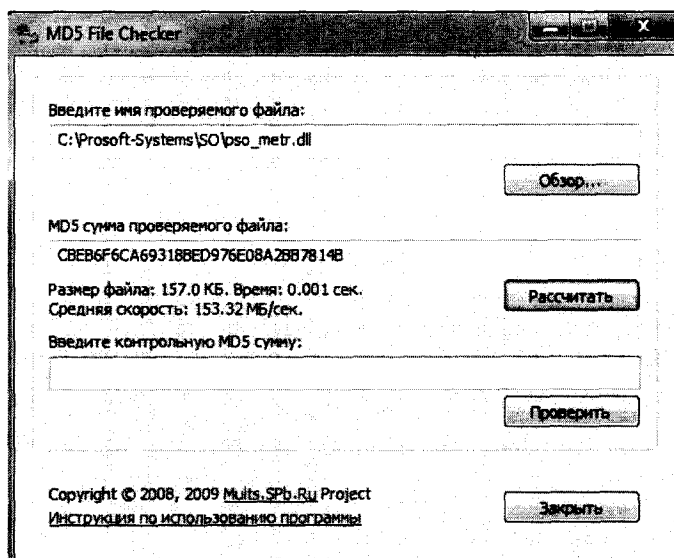 MD5 File Checker
Введите имя проверяемого файла:
C:\Prosoft-Systems\SO\pso_metr.dll
Обзор...
MD5 сумма проверяемого файла:
CBEB6F6CA69318BED976E08A2BB7814B
Размер файла: 157.0 КБ. Время: 0.001 сек.
Средняя скорость: 153.32 МБ/сек.
Рассчитать
Введите контрольную MD5 сумму:
Проверить
Copyright © 2008, 2009 Mults.SPb.Ru Project
Инструкция по использованию программы
Закрыть